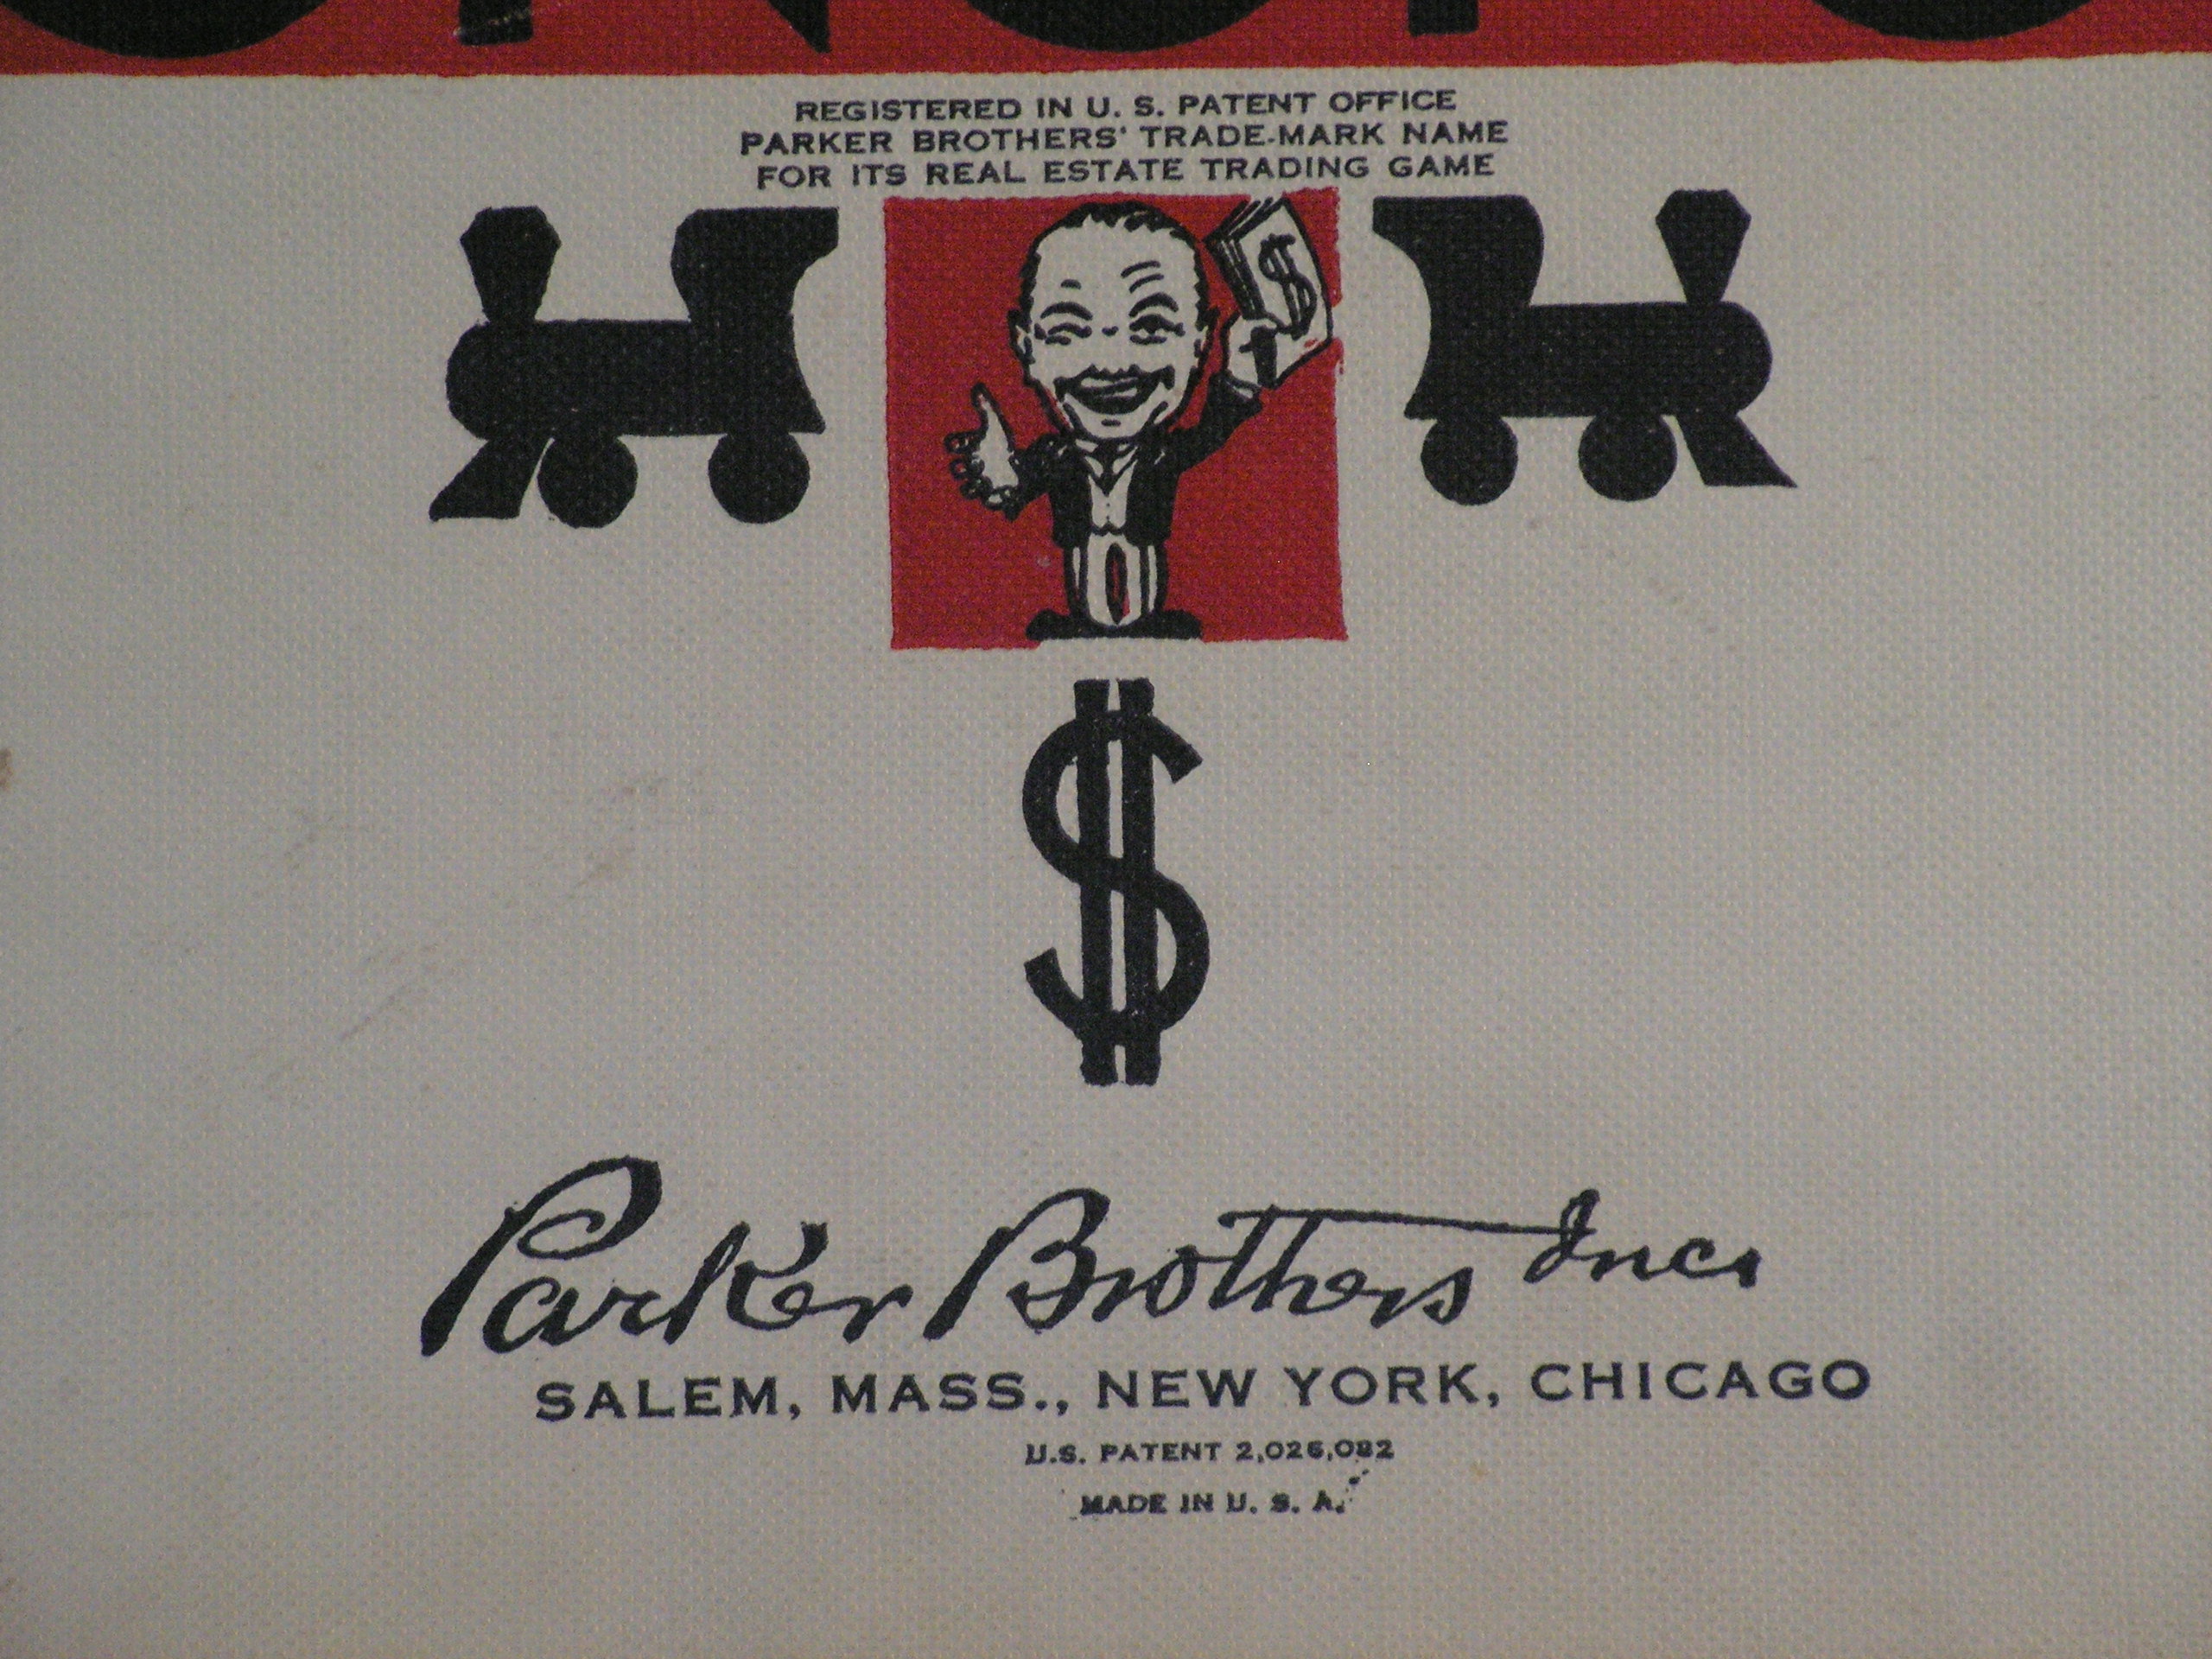 REGISTERED IN U. S. PATENT OFFICE
PARKER BROTHERS' TRADE-MARK NAME
FOR ITS REAL ESTATE TRADING GAME
$
$
Parker Brothers Inc.
SALEM, MASS., NEW YORK, CHICAGO
U.S. PATENT 2,026,082
MADE IN U. S. A.